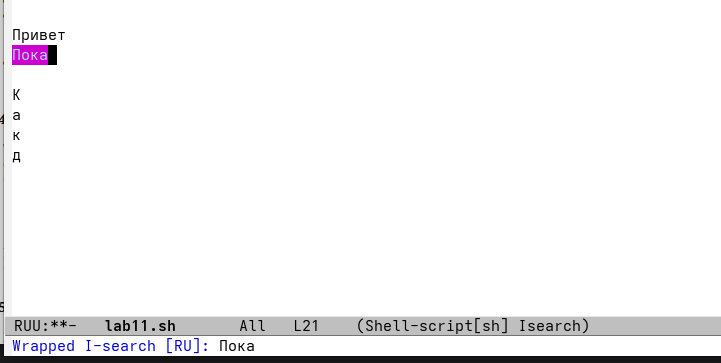 Привет
Пока
К
а
к
д
RUU:**- lab11.sh All L21 (Shell-script[sh] Isearch)
Wrapped I-search [RU]: Пока